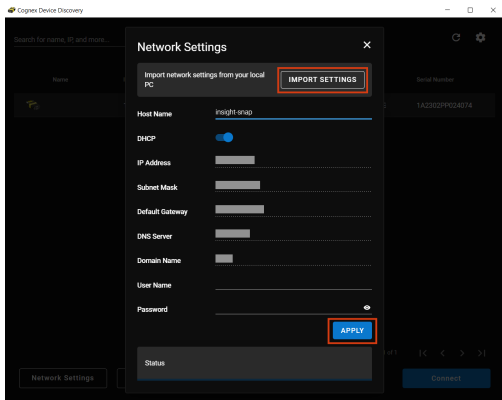 Cognex Device Discovery
Search for name, IP, and more...
Name
Serial Number
1A2302PP024074
Network Settings
Import network settings from your local
PC
IMPORT SETTINGS
Host Name
insight-snap
DHCP
IP Address
Subnet Mask
Default Gateway
DNS Server
Domain Name
User Name
Password
APPLY
Status
of 1
Network Settings
Connect